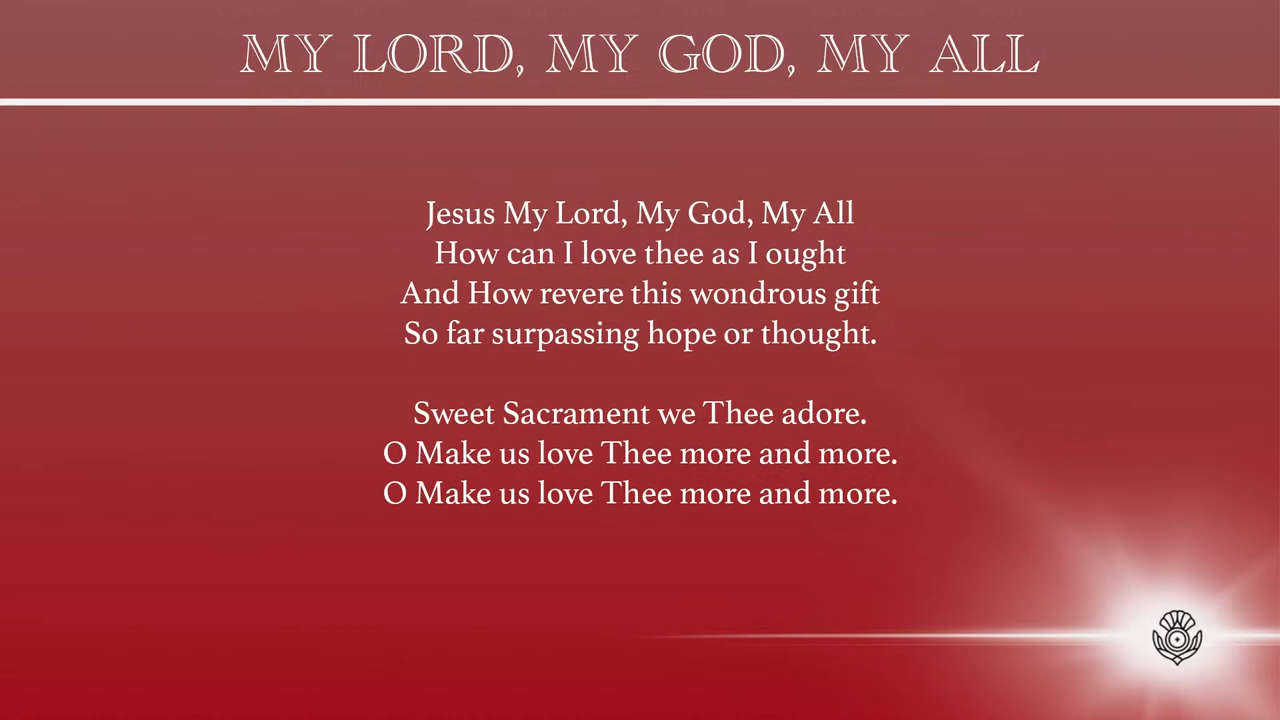 MY LORD, MY GOD, MY ALL
Jesus My Lord, My God, My All
How can I love thee as I ought
And How revere this wondrous gift
So far surpassing hope or thought.
Sweet Sacrament we Thee adore.
O Make us love Thee more and more.
O Make us love Thee more and more.